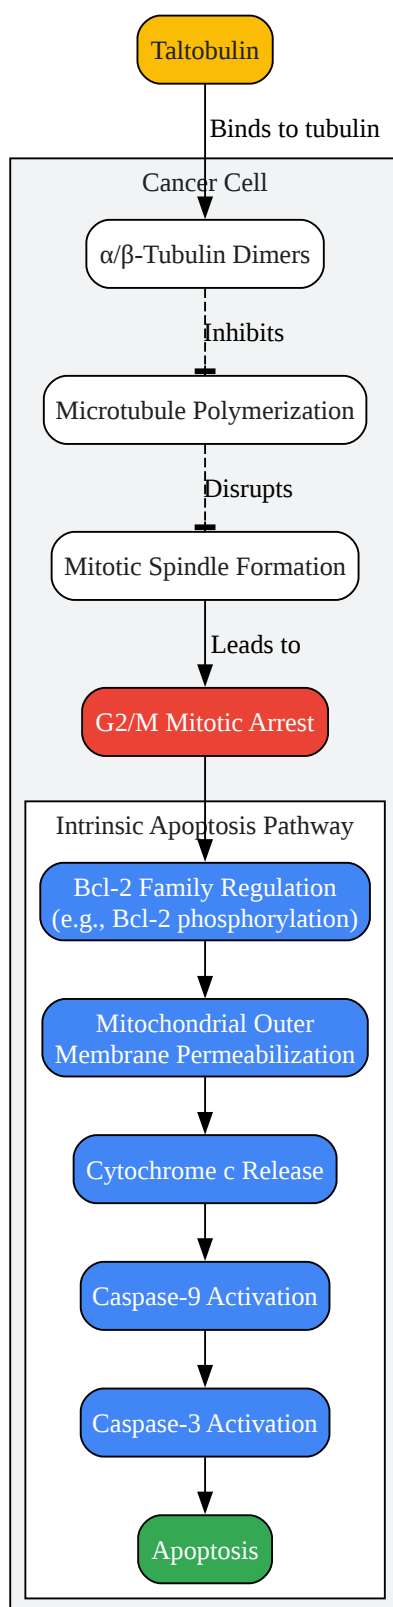 Taltobulin
Binds to tubulin
Cancer Cell
α/β-Tubulin Dimers
Inhibits
Microtubule Polymerization
Disrupts
Mitotic Spindle Formation
Leads to
G2/M Mitotic Arrest
Intrinsic Apoptosis Pathway
Bcl-2 Family Regulation
(e.g., Bcl-2 phosphorylation)
Mitochondrial Outer
Membrane Permeabilization
Cytochrome c Release
Caspase-9 Activation
Caspase-3 Activation
Apoptosis